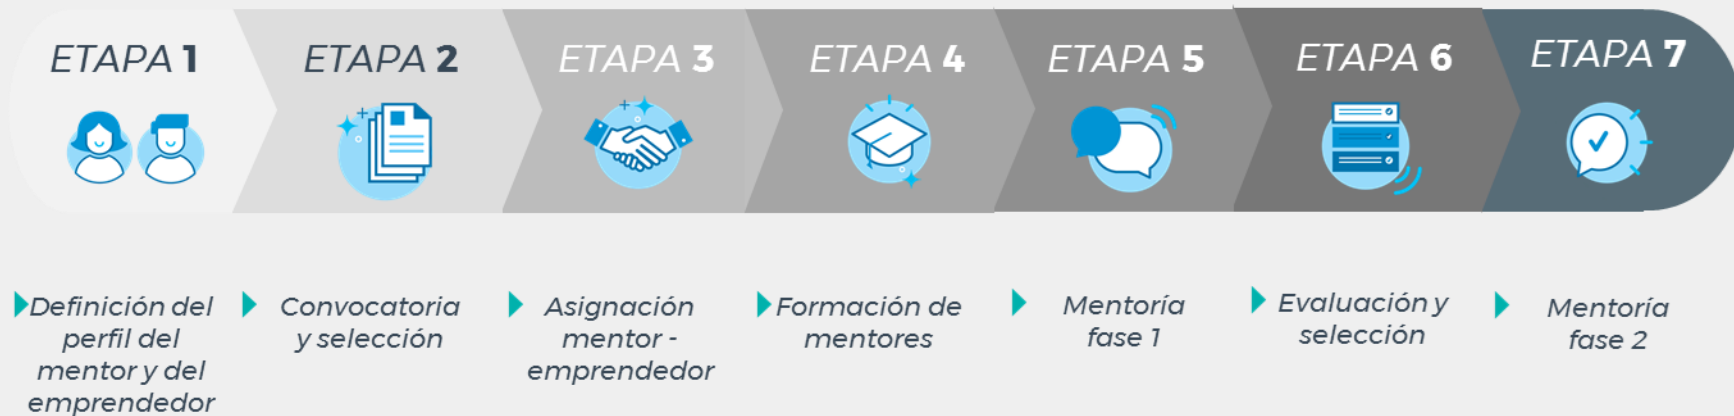 ETAPA 1
ETAPA 2
ETAPA 3
ETAPA 4
ETAPA 5
ETAPA 6
ETAPA 7
Definición del
perfil del
mentor y del
emprendedor
Convocatoria
y selección
Asignación
mentor -
emprendedor
Formación de
mentores
Mentoría
fase 1
Evaluación y
selección
Mentoría
fase 2